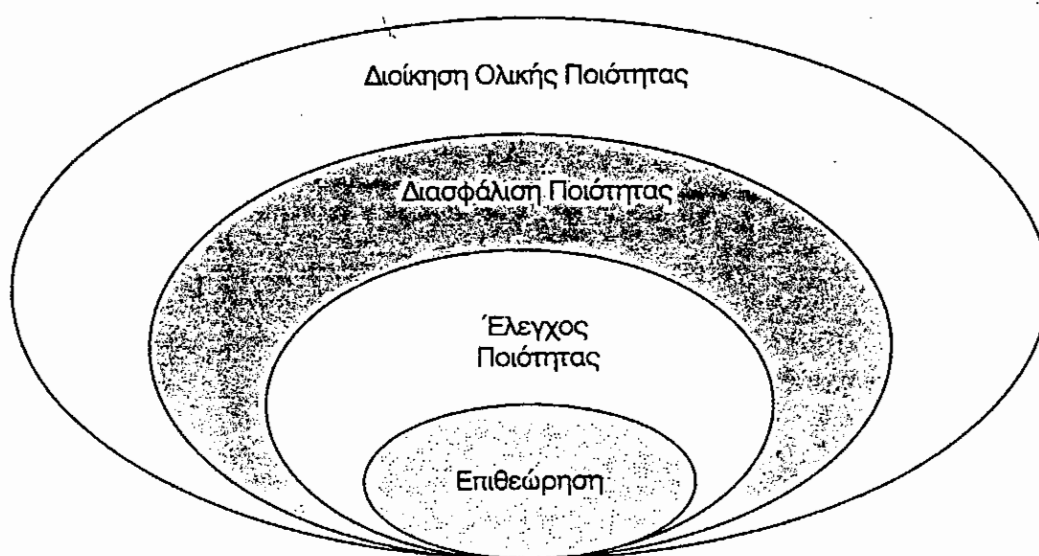 Διοίκηση Ολικής Ποιότητας
Διασφάλιση Ποιότητας
Έλεγχος
Ποιότητας
Επιθεώρηση